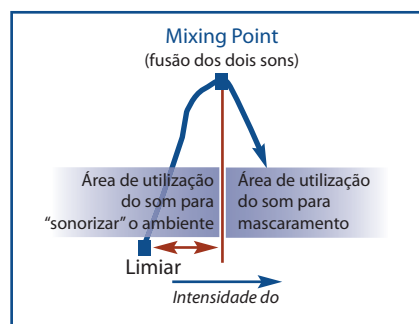 Mixing Point
(fusão dos dois sons)
Área de utilização
do som para
“sonorizar” o ambiente
Área de utilização
do som para
mascaramento
Limiar
Intensidade do